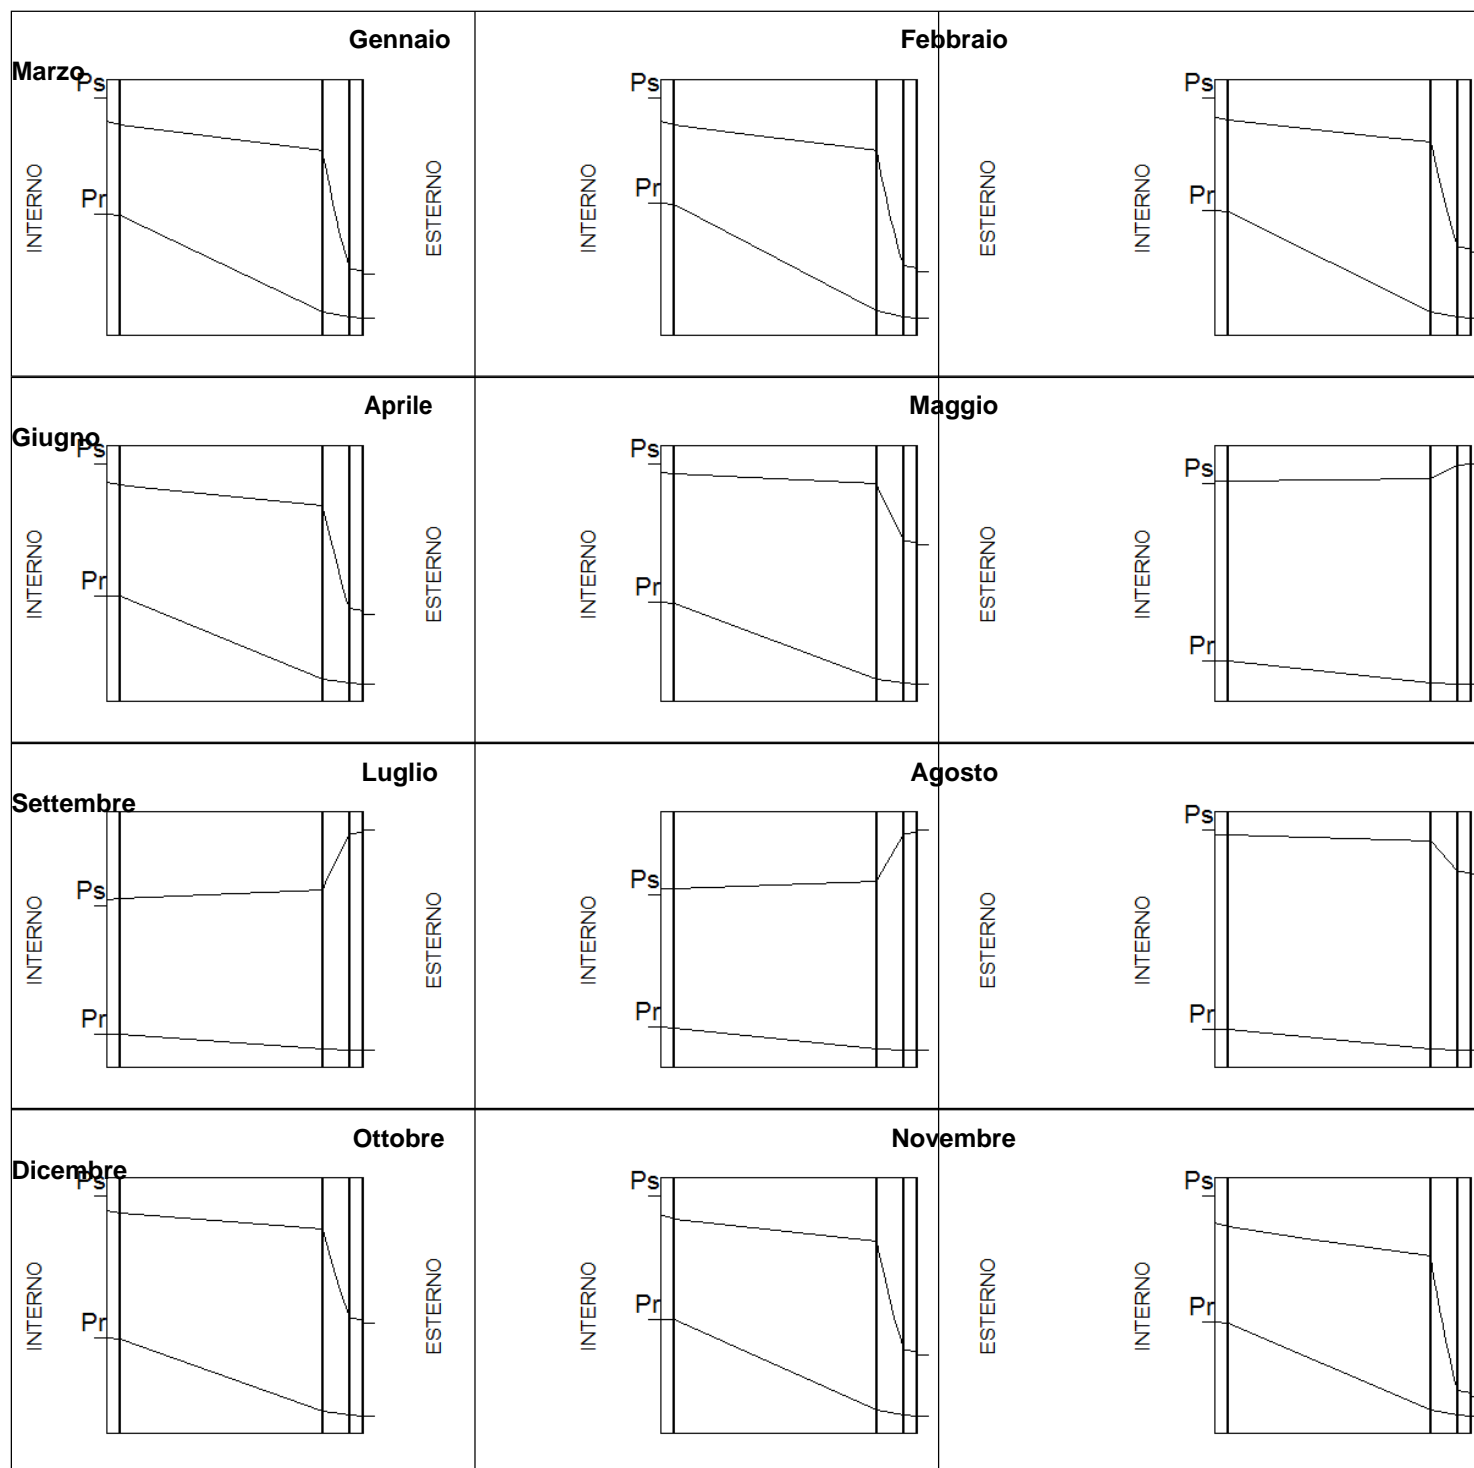 Gennaio Febbraio
Marzo
Ps Ps Ps
INTERNO Pr ESTERNO INTERNO Pr ESTERNO INTERNO Pr
Aprile Maggio
Giugno
Ps Ps Ps
INTERNO Pr ESTERNO INTERNO Pr ESTERNO INTERNO Pr
Luglio Agosto
Settembre
Ps Ps Ps
INTERNO Pr ESTERNO INTERNO Pr ESTERNO INTERNO Pr
Ottobre Novembre
Dicembre
Ps Ps Ps
INTERNO Pr ESTERNO INTERNO Pr ESTERNO INTERNO Pr